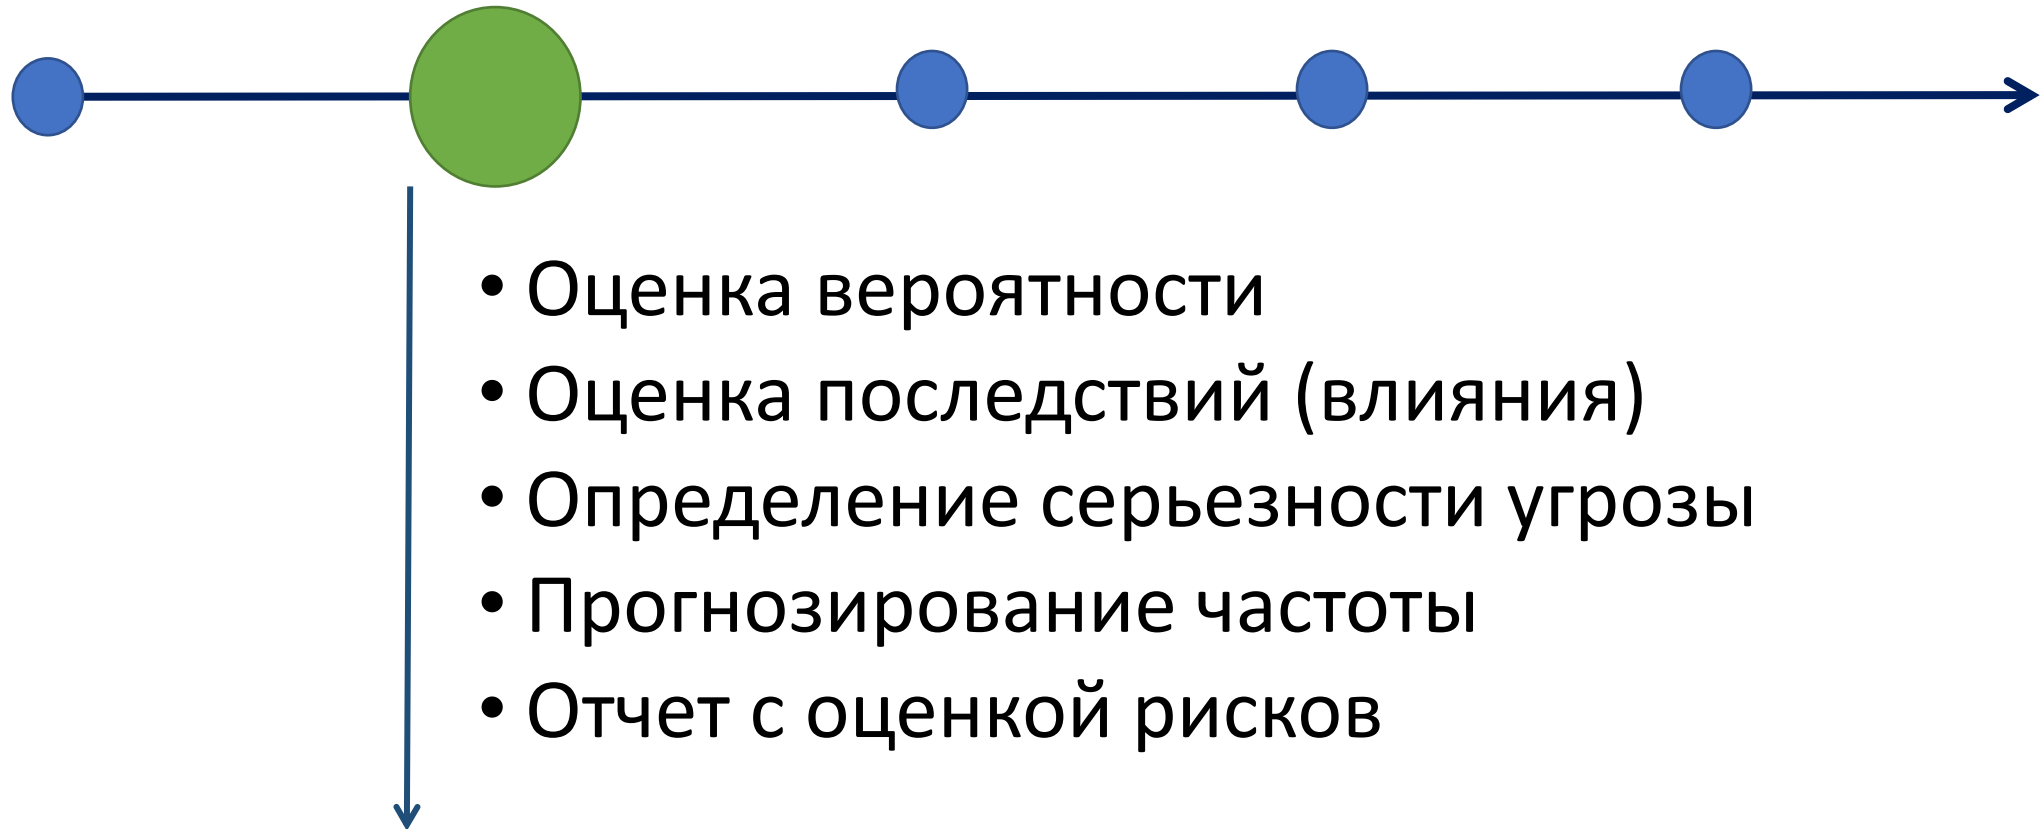 • Оценка вероятности
• Оценка последствий (влияния)
• Определение серьезности угрозы
• Прогнозирование частоты
• Отчет с оценкой рисков